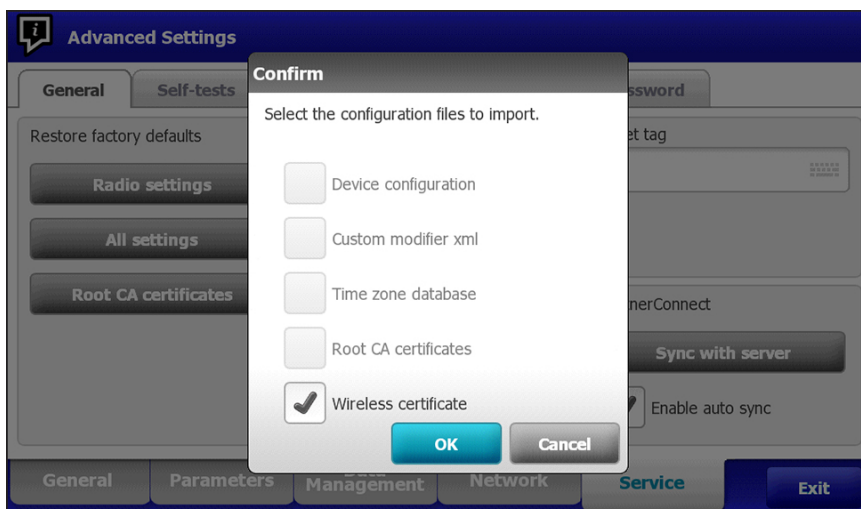 Advanced Settings
General
Self-tests
ssword
Restore factory defaults
Radio settings
All settings
Root CA certificates
Confirm
Select the configuration files to import.
Device configuration
Custom modifier xml
Time zone database
Root CA certificates
Wireless certificate
OK
Cancel
et tag
nerConnect
Sync with server
Enable auto sync
General
Parameters
Management
Network
Service
Exit